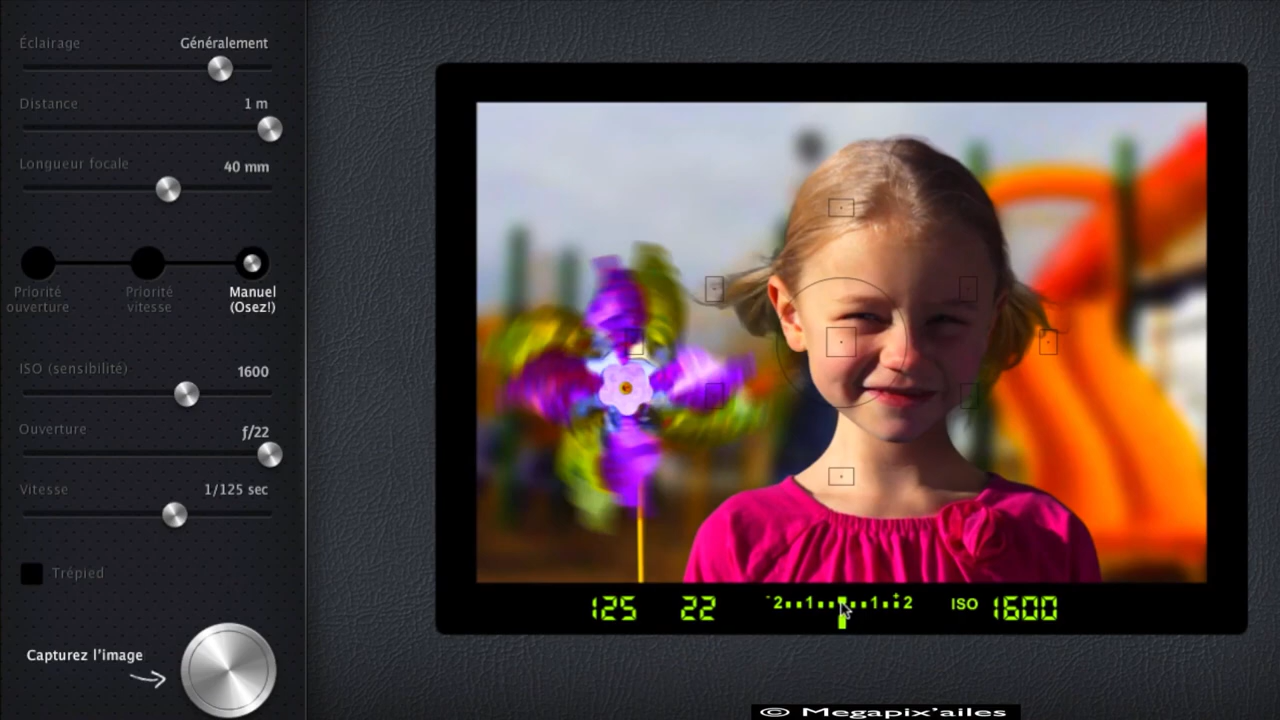 Éclairage Généralement
Distance 1 m
Longueur focale 40 mm
Priorité ouverture
Priorité vitesse
Manuel (Osez!)
ISO (sensibilité) 1600
Ouverture ƒ/22
Vitesse 1/125 sec
Trépied
Capturez l'image
125 22 -2 1 1 +2 ISO 1600
© Megapix'ailes